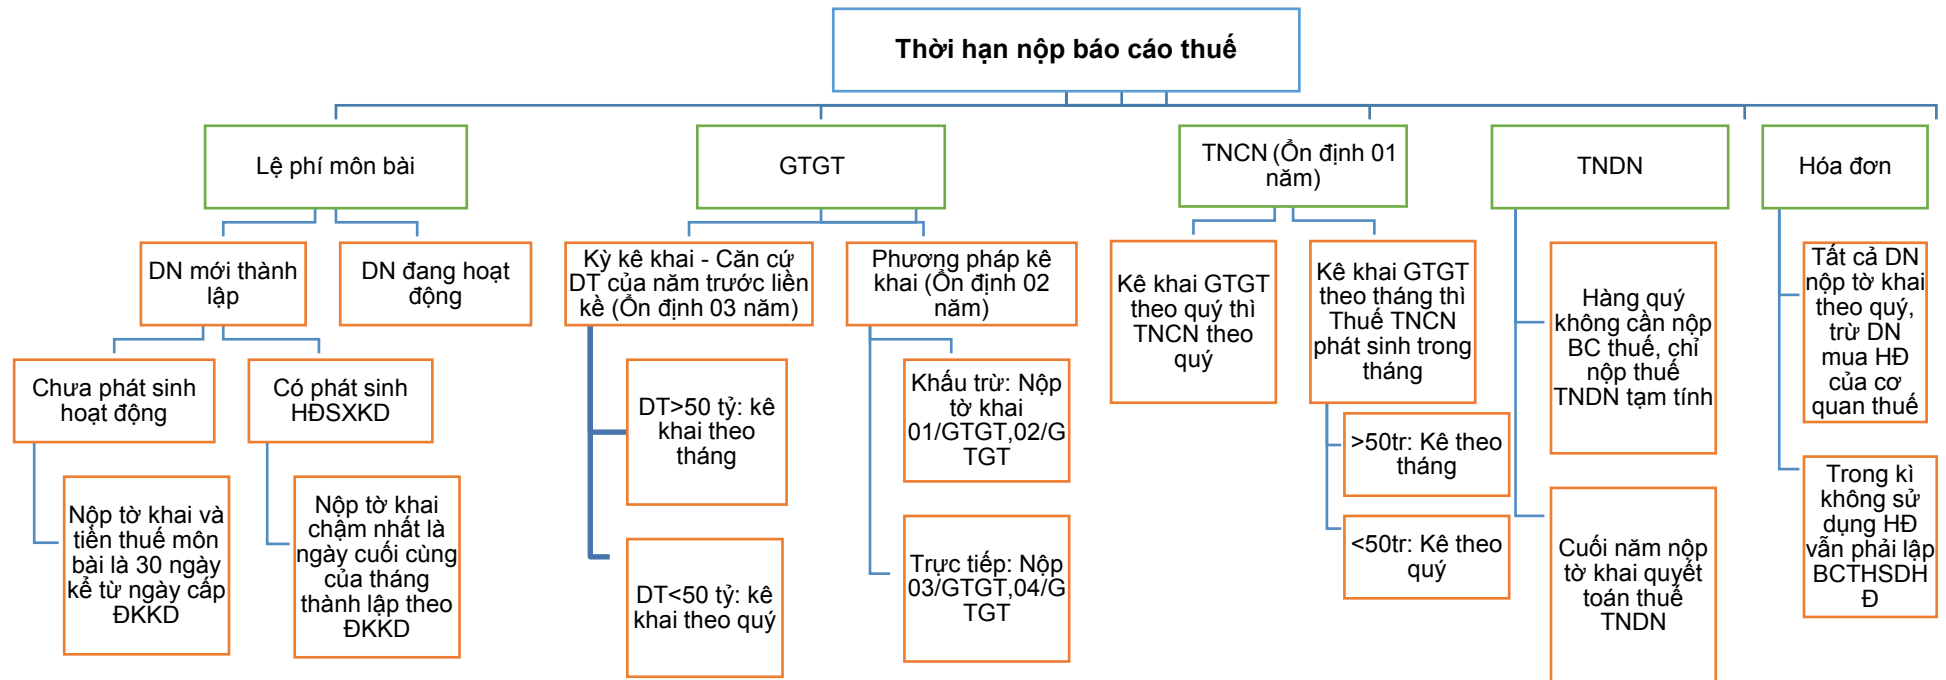 Thời hạn nộp báo cáo thuế
Lệ phí môn bài
GTGT
TNCN (Ổn định 01
năm)
TNDN
Hóa đơn
DN mới thành
lập
DN đang hoạt
động
Kỳ kê khai - Căn cứ
DT của năm trước liền
kề (Ổn định 03 năm)
Phương pháp kê
khai (Ổn định 02
năm)
Kê khai GTGT
theo quý thì
TNCN theo
quý
Kê khai GTGT
theo tháng thì
Thuế TNCN
phát sinh trong
tháng
Hàng quý
không cần nộp
BC thuế, chỉ
nộp thuế
TNDN tạm tính
Tất cả DN
nộp tờ khai
theo quý,
trừ DN
mua HĐ
của cơ
quan thuế
Chưa phát sinh
hoạt động
Có phát sinh
HĐSXKD
DT>50 tỷ: kê
khai theo
tháng
Khấu trừ: Nộp
tờ khai
01/GTGT,02/G
TGT
>50tr: Kê theo
tháng
Nộp tờ khai và
tiền thuế môn
bài là 30 ngày
kể từ ngày cấp
ĐKKD
Nộp tờ khai
chậm nhất là
ngày cuối cùng
của tháng
thành lập theo
ĐKKD
DT<50 tỷ: kê
khai theo quý
Trực tiếp: Nộp
03/GTGT,04/G
TGT
<50tr: Kê theo
quý
Cuối năm nộp
tờ khai quyết
toán thuế
TNDN
Trong kì
không sử
dụng HĐ
vẫn phải lập
BCTHSDH
Đ